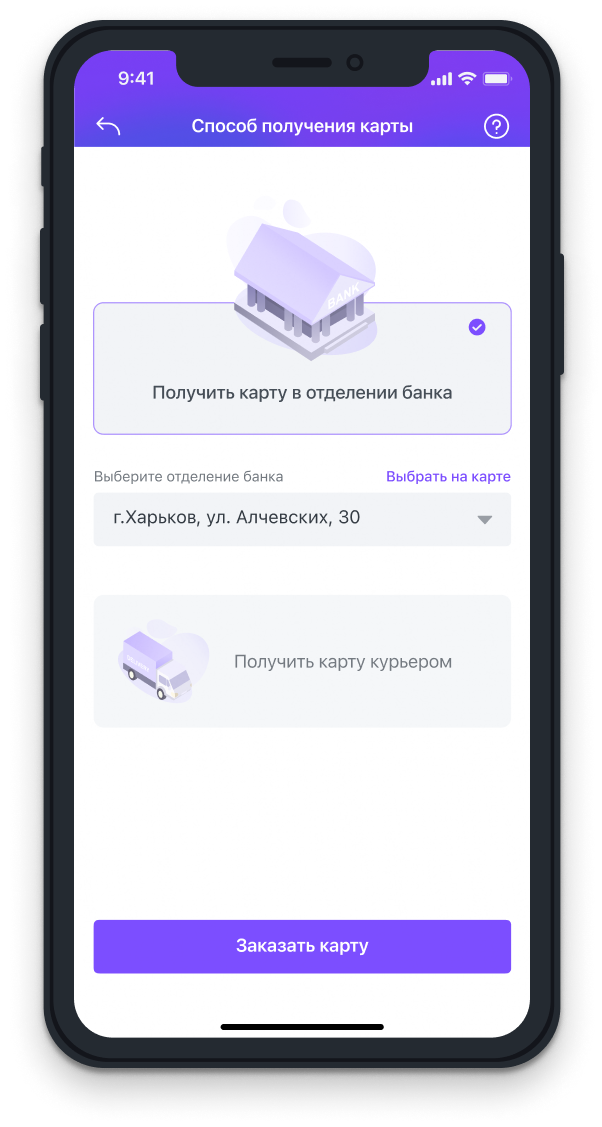 9:41
Способ получения карты
BANK
Получить карту в отделении банка
Выберите отделение банка
Выбрать на карте
г.Харьков, ул. Алчевских, 30
Получить карту курьером
Заказать карту